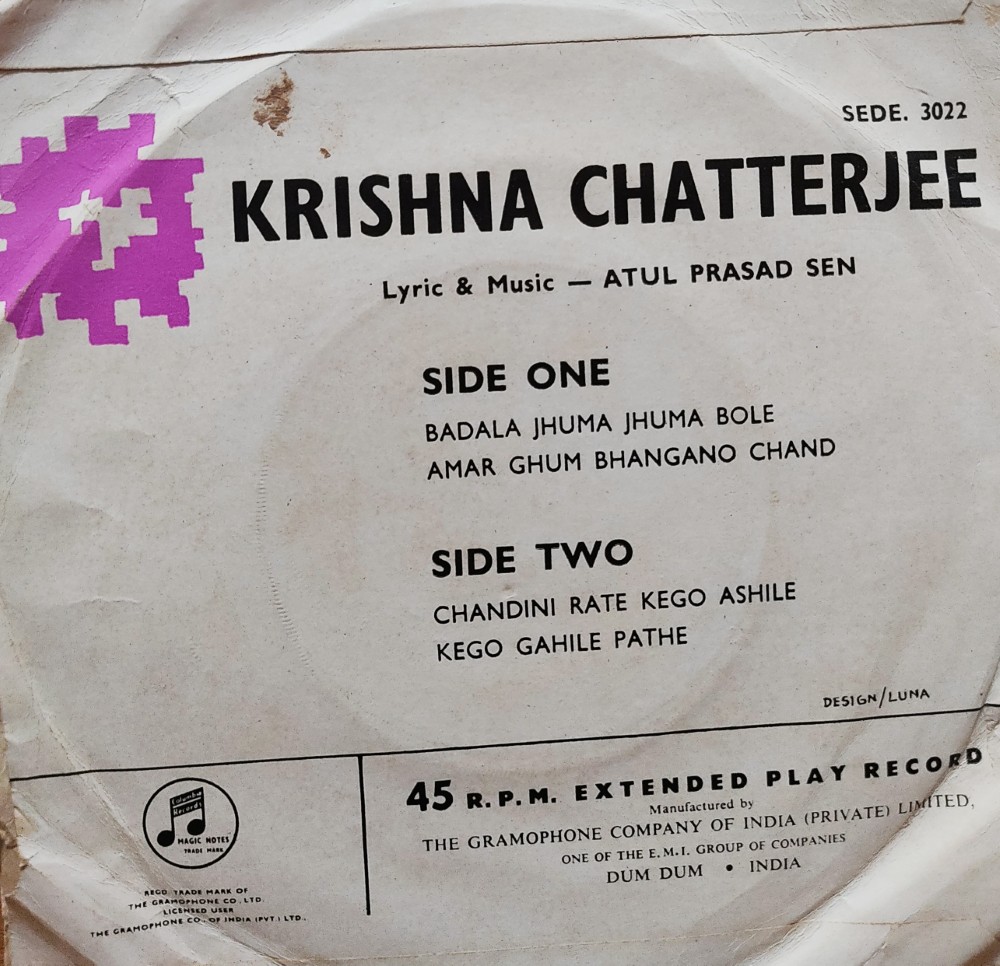 SEDE. 3022
KRISHNA CHATTERJEE
Lyric & Music — ATUL PRASAD SEN
SIDE ONE
BADALA JHUMA JHUMA BOLE
AMAR GHUM BHANGANO CHAND
SIDE TWO
CHANDINI RATE KEGO ASHILE
KEGO GAHILE PATHE
DESIGN/LUNA
Columbia
Records
MAGIC NOTES
TRADE MARK
REGD. TRADE MARK OF
THE GRAMOPHONE CO. LTD.
LICENSED USER
THE GRAMOPHONE CO. OF INDIA (PVT.) LTD.
45 R.P.M. EXTENDED PLAY RECORD
Manufactured by
THE GRAMOPHONE COMPANY OF INDIA (PRIVATE) LIMITED,
ONE OF THE E.M.I. GROUP OF COMPANIES
DUM DUM • INDIA